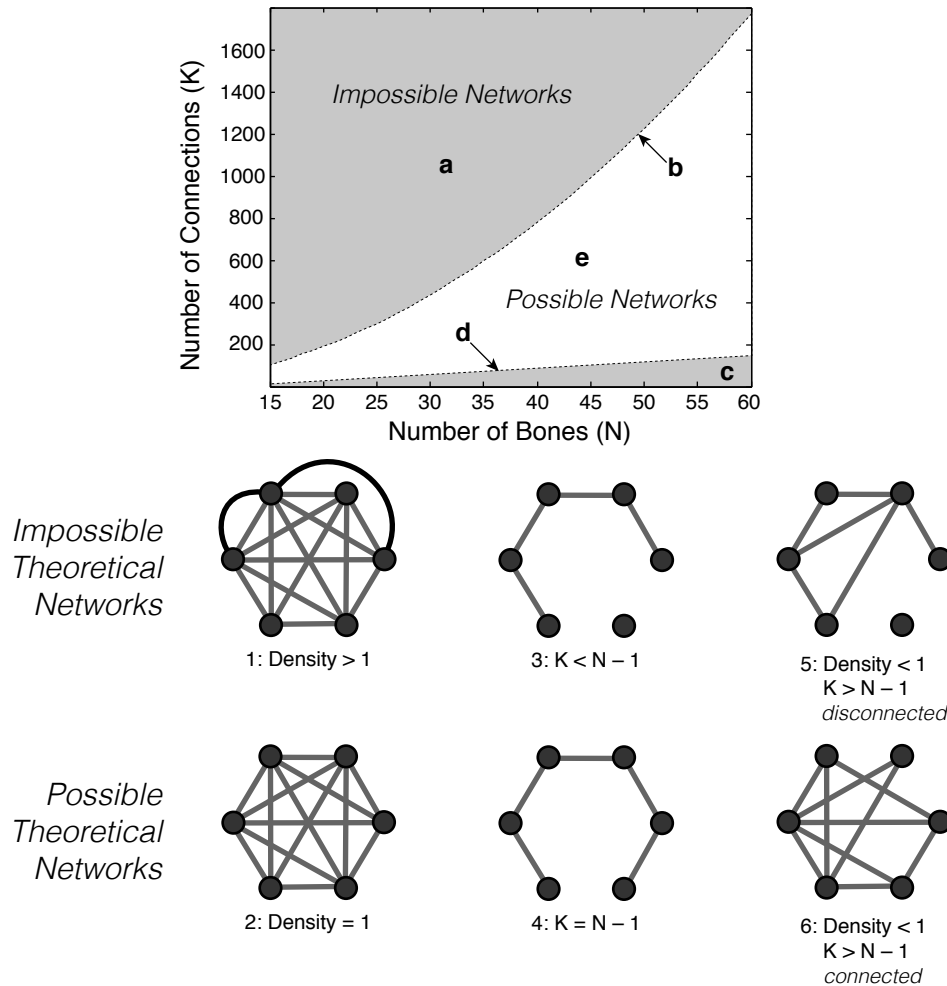 Number of Connections (K)
1600
1400
1200
1000
800
600
400
200
Impossible Networks
a
b
e
Possible Networks
d
c
15 20 25 30 35 40 45 50 55 60
Number of Bones (N)
Impossible
Theoretical
Networks
1: Density > 1
3: K < N – 1
5: Density < 1
K > N – 1
disconnected
Possible
Theoretical
Networks
2: Density = 1
4: K = N – 1
6: Density < 1
K > N – 1
connected